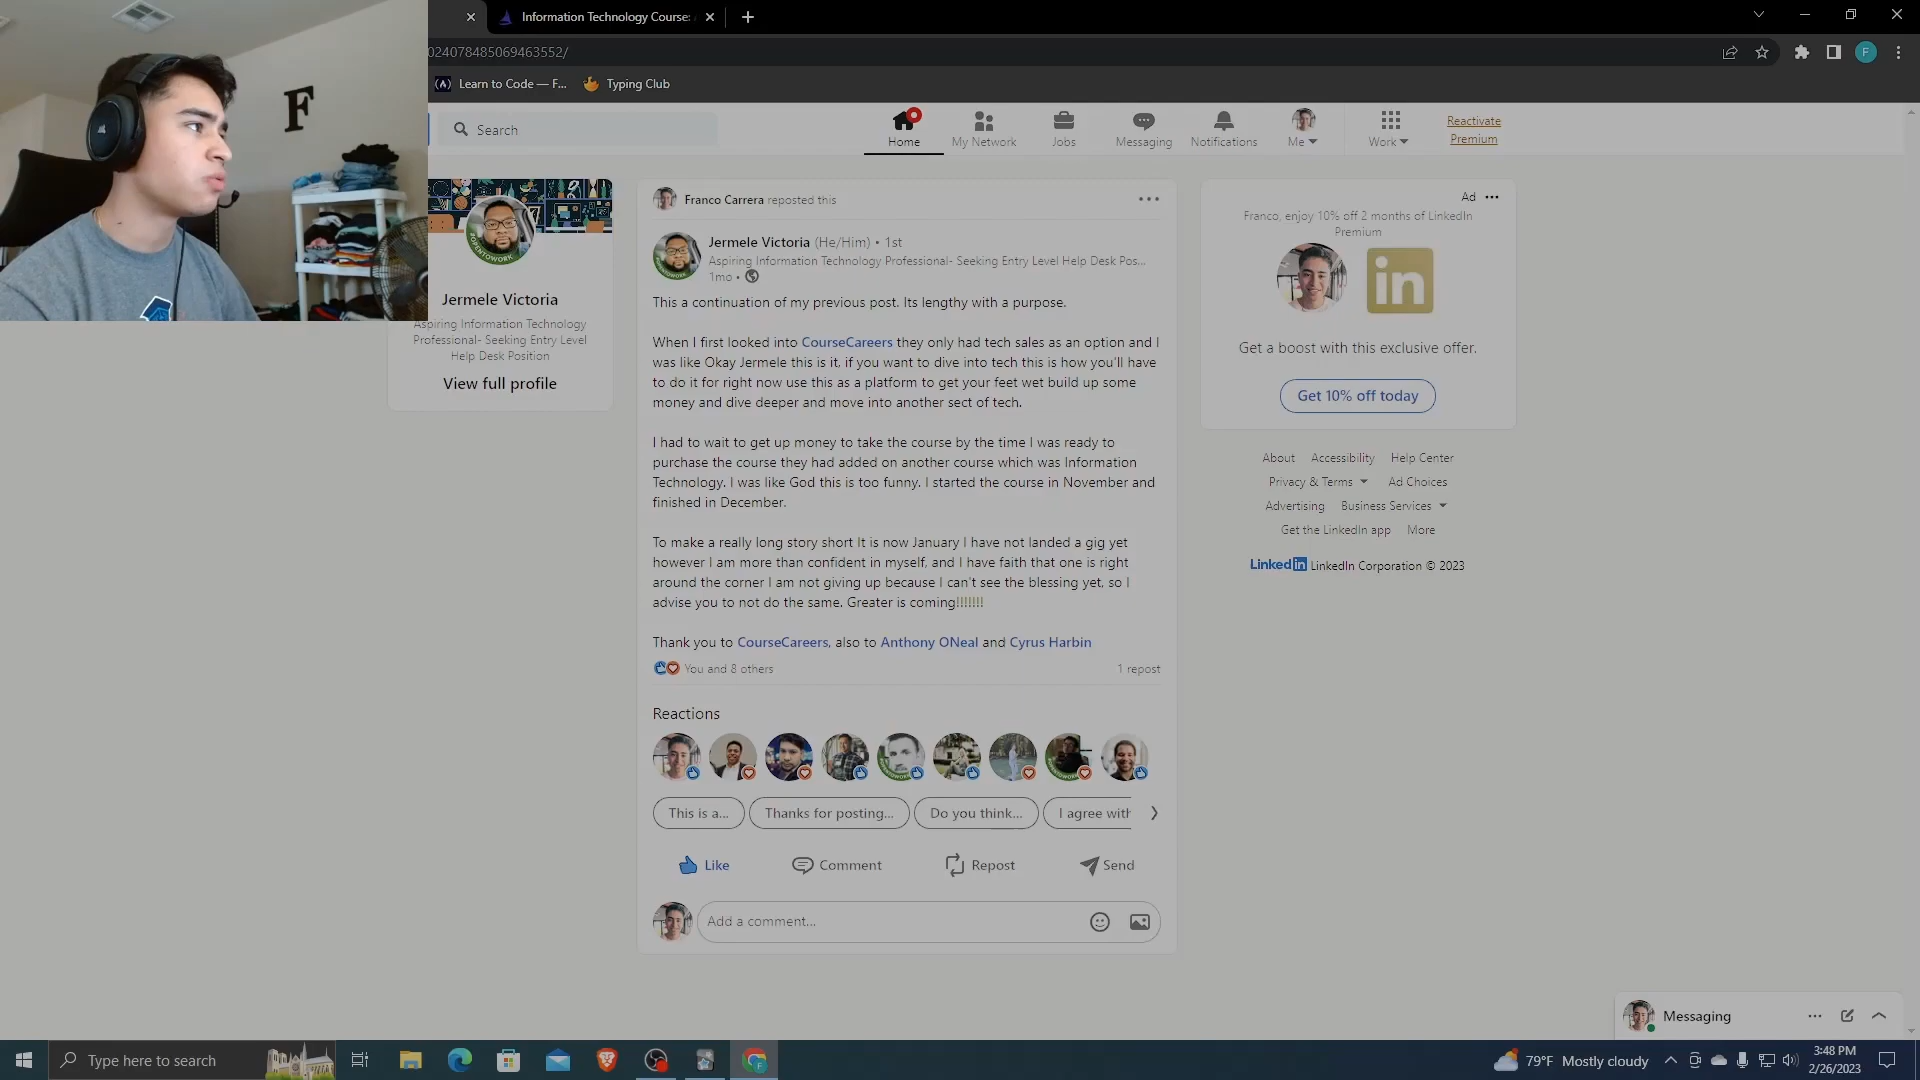 Information Technology Course:
024078485069463552/
F
Learn to Code — F...
Typing Club
F
Search
Home
My Network
Jobs
Messaging
Notifications
Me
Work
Reactivate
Premium
#OPENTOWORK
Jermele Victoria
Aspiring Information Technology
Professional- Seeking Entry Level
Help Desk Position
View full profile
Franco Carrera reposted this
Jermele Victoria (He/Him) • 1st
Aspiring Information Technology Professional- Seeking Entry Level Help Desk Pos...
1mo •
This a continuation of my previous post. Its lengthy with a purpose.
When I first looked into CourseCareers they only had tech sales as an option and I
was like Okay Jermele this is it, if you want to dive into tech this is how you'll have
to do it for right now use this as a platform to get your feet wet build up some
money and dive deeper and move into another sect of tech.
I had to wait to get up money to take the course by the time I was ready to
purchase the course they had added on another course which was Information
Technology. I was like God this is too funny. I started the course in November and
finished in December.
To make a really long story short It is now January I have not landed a gig yet
however I am more than confident in myself, and I have faith that one is right
around the corner I am not giving up because I can't see the blessing yet, so I
advise you to not do the same. Greater is coming!!!!!!!
Thank you to CourseCareers, also to Anthony ONeal and Cyrus Harbin
You and 8 others
1 repost
Reactions
This is a...
Thanks for posting...
Do you think...
I agree with
Like
Comment
Repost
Send
Add a comment...
Ad
Franco, enjoy 10% off 2 months of LinkedIn
Premium
in
Get a boost with this exclusive offer.
Get 10% off today
About Accessibility Help Center
Privacy & Terms Ad Choices
Advertising Business Services
Get the LinkedIn app More
LinkedIn LinkedIn Corporation © 2023
Messaging
Type here to search
79°F Mostly cloudy
3:48 PM
2/26/2023